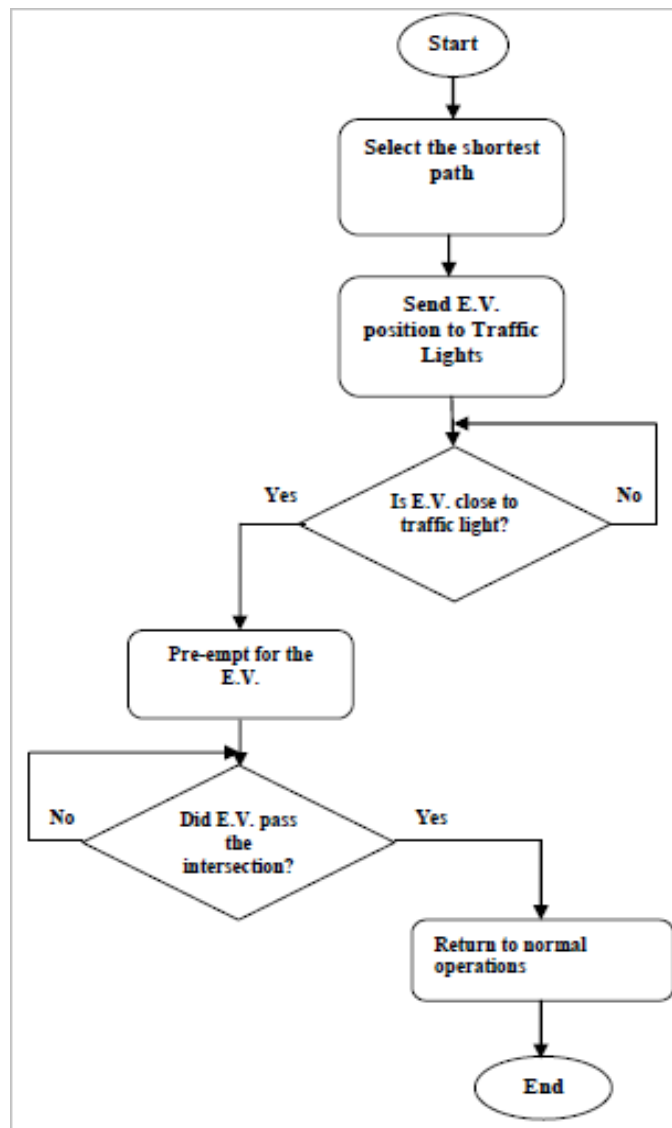 Start
Select the shortest
path
Send E.V.
position to Traffic
Lights
Yes
Is E.V. close to
traffic light?
No
Pre-empt for the
E.V.
No
Did E.V. pass
the
intersection?
Yes
Return to normal
operations
End